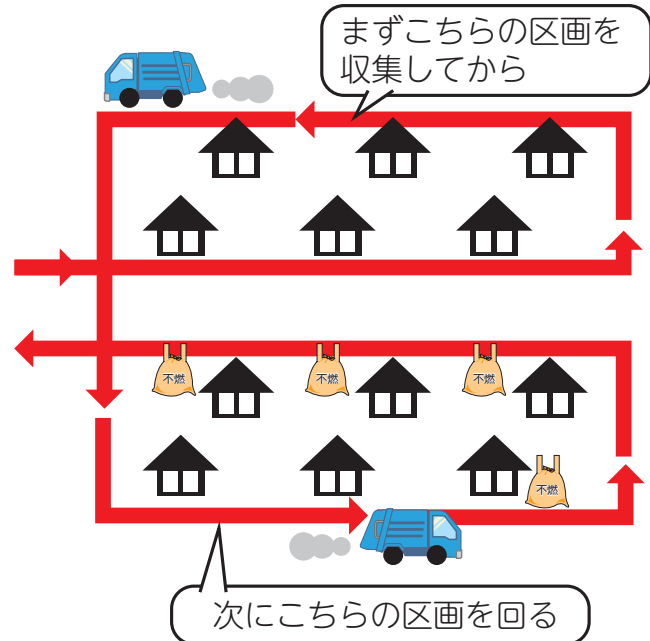 まずこちらの区画を
収集してから
不燃
不燃
不燃
不燃
次にこちらの区画を回る